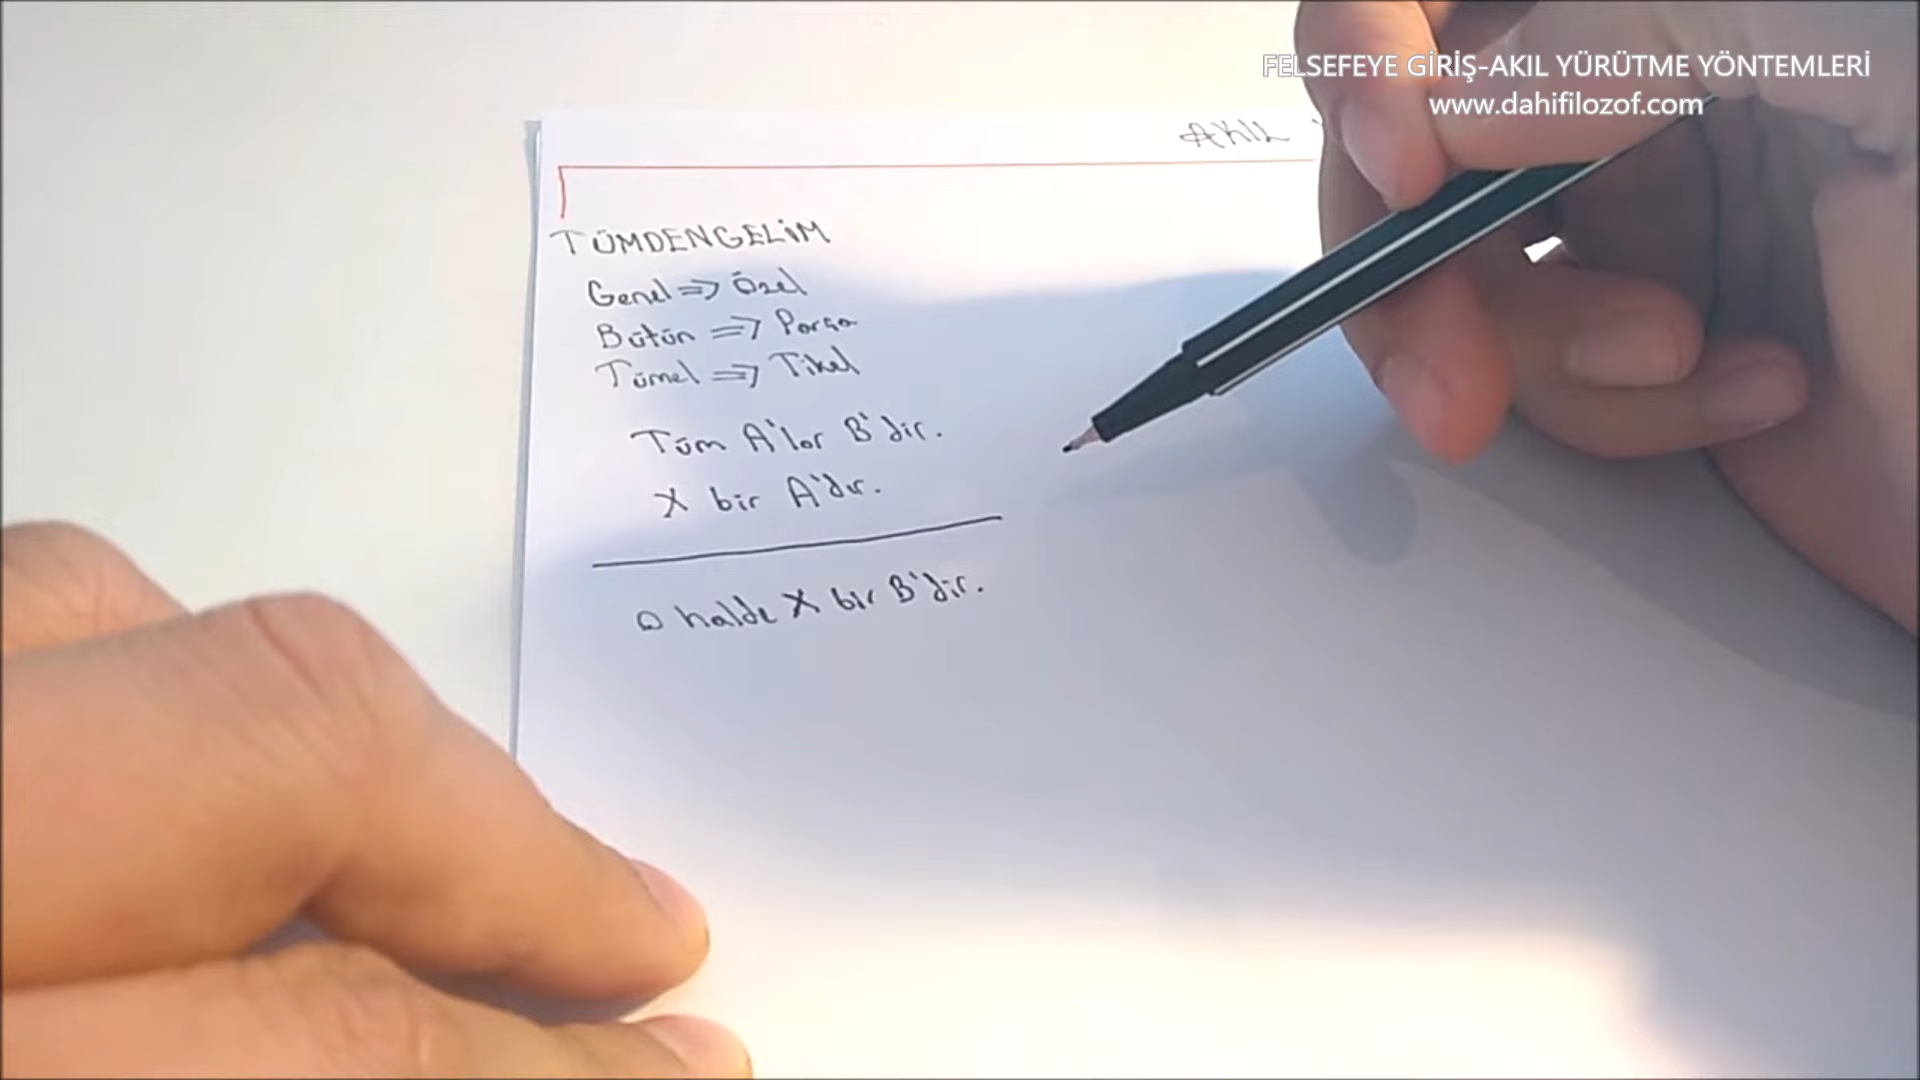 FELSEFEYE GİRİŞ-AKIL YÜRÜTME YÖNTEMLERİ
www.dahifilozof.com
AKIL
TÜMDENGELİM
Genel => Özel
Bütün => Parça
Tümel => Tikel
Tüm A'lar B'dir.
X bir A'dır.
O halde X bir B'dir.